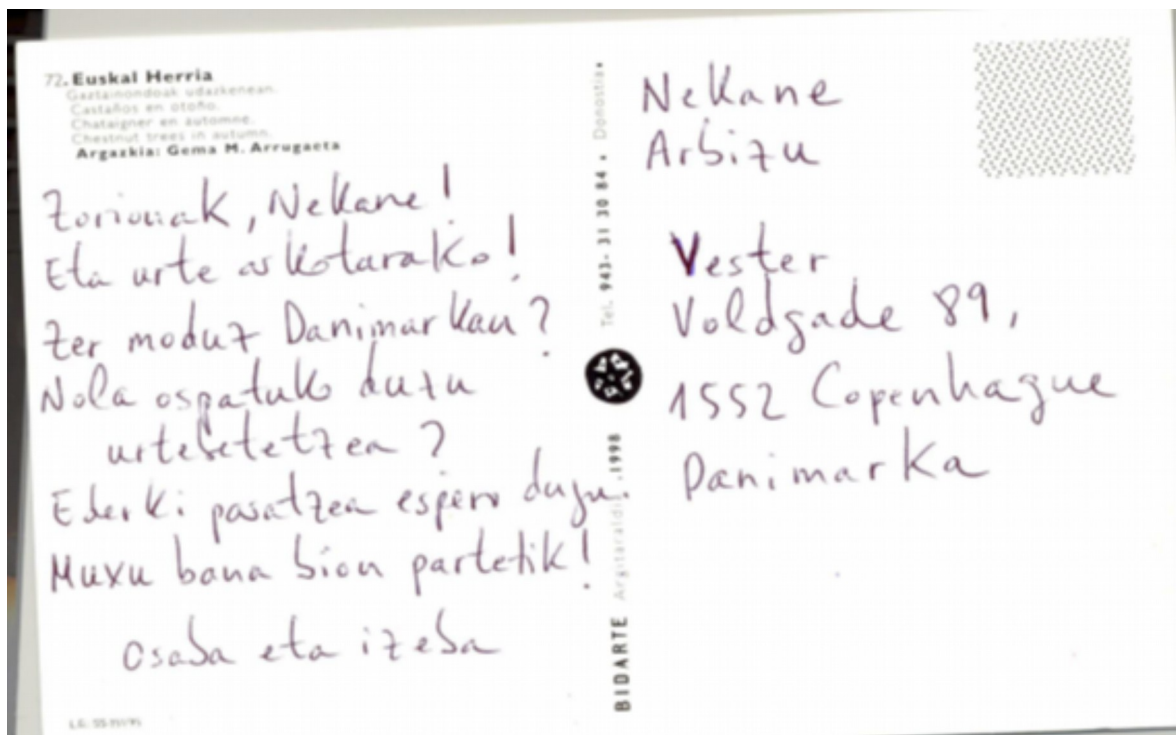 72. Euskal Herria
Gaztainondoak udazkenean.
Castaños en otoño.
Chataigner en automne.
Chestnut trees in autumn.
Argazkia: Gema M. Arrugaeta
Zorionak, Nekane!
Eta urte askotarako!
Zer moduz Danimarkan?
Nola ospatuko duzu
urtebetetzea?
Ederki pasatzea espero dugu.
Muxu bana bion partetik!
Osaba eta izeba
BIDARTE Argitaraldia .1998 Tel. 943- 31 30 84 • Donostia•
Nekane
Arbizu
Vester
Voldgade 89,
1552 Copenhague
Danimarka